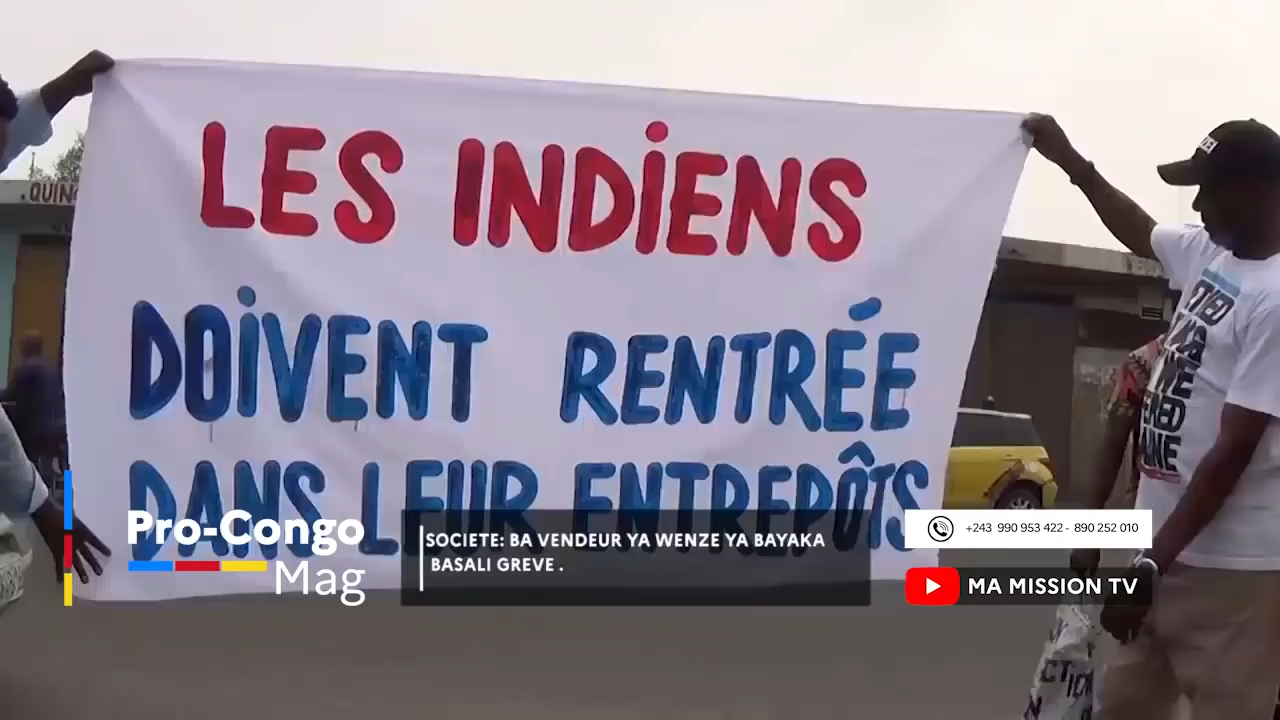 LES INDIENS
DOIVENT RENTRÉE
DANS LEUR ENTREPÔTS
.QUINC
Pro-Congo
Mag
SOCIETE: BA VENDEUR YA WENZE YA BAYAKA
BASALI GREVE .
+243 990 953 422 - 890 252 010
MA MISSION TV